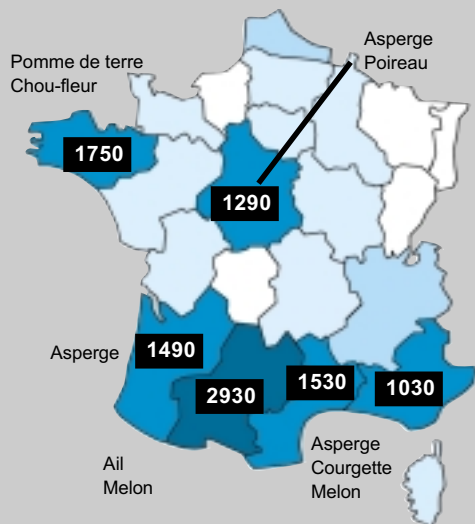 Asperge
Poireau
Pomme de terre
Chou-fleur
1750
1290
Asperge
1490
2930
1530
1030
Ail
Melon
Asperge
Courgette
Melon